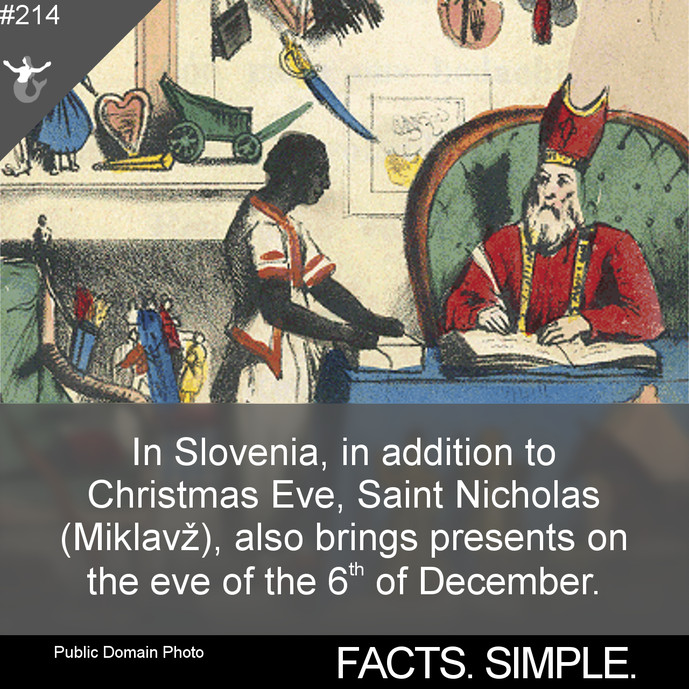 #214
In Slovenia, in addition to
Christmas Eve, Saint Nicholas
(Miklavž), also brings presents on
the eve of the 6th of December.
Public Domain Photo
FACTS. SIMPLE.